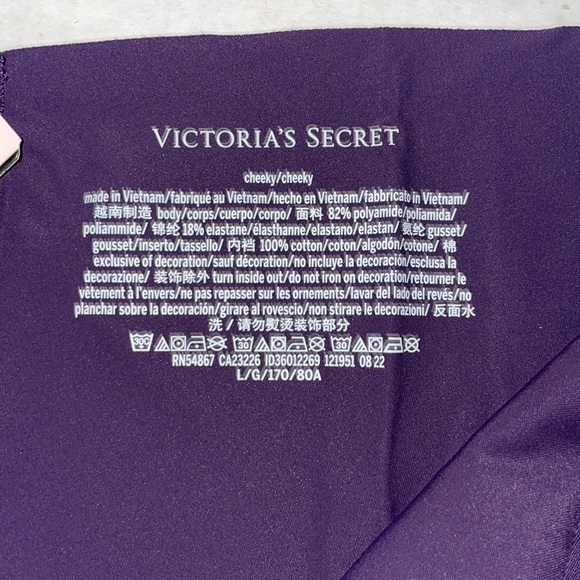 VICTORIA'S SECRET
cheeky/cheeky
made in Vietnam/fabriqué au Vietnam/hecho en Vietnam/fabbricato in Vietnam/
越南制造 body/corps/cuerpo/corpo/ 面料 82% polyamide/poliamida/
poliammide/ 锦纶 18% elastane/élasthanne/elastano/elastan/ 氨纶 gusset/
gousset/inserto/tassello/ 内裆 100% cotton/coton/algodón/cotone/ 棉
exclusive of decoration/sauf décoration/no incluye la decoración/esclusa la
decorazione/ 装饰除外 turn inside out/do not iron on decoration/retourner le
vêtement à l'envers/ne pas repasser sur les ornements/lavar del lado del revés/no
planchar sobre la decoración/girare al rovescio/non stirare le decorazioni/ 反面水
洗 / 请勿熨烫装饰部分
30C 30 30
RN54867 CA23226 ID36012269 121951 08 22
L/G/170/80A